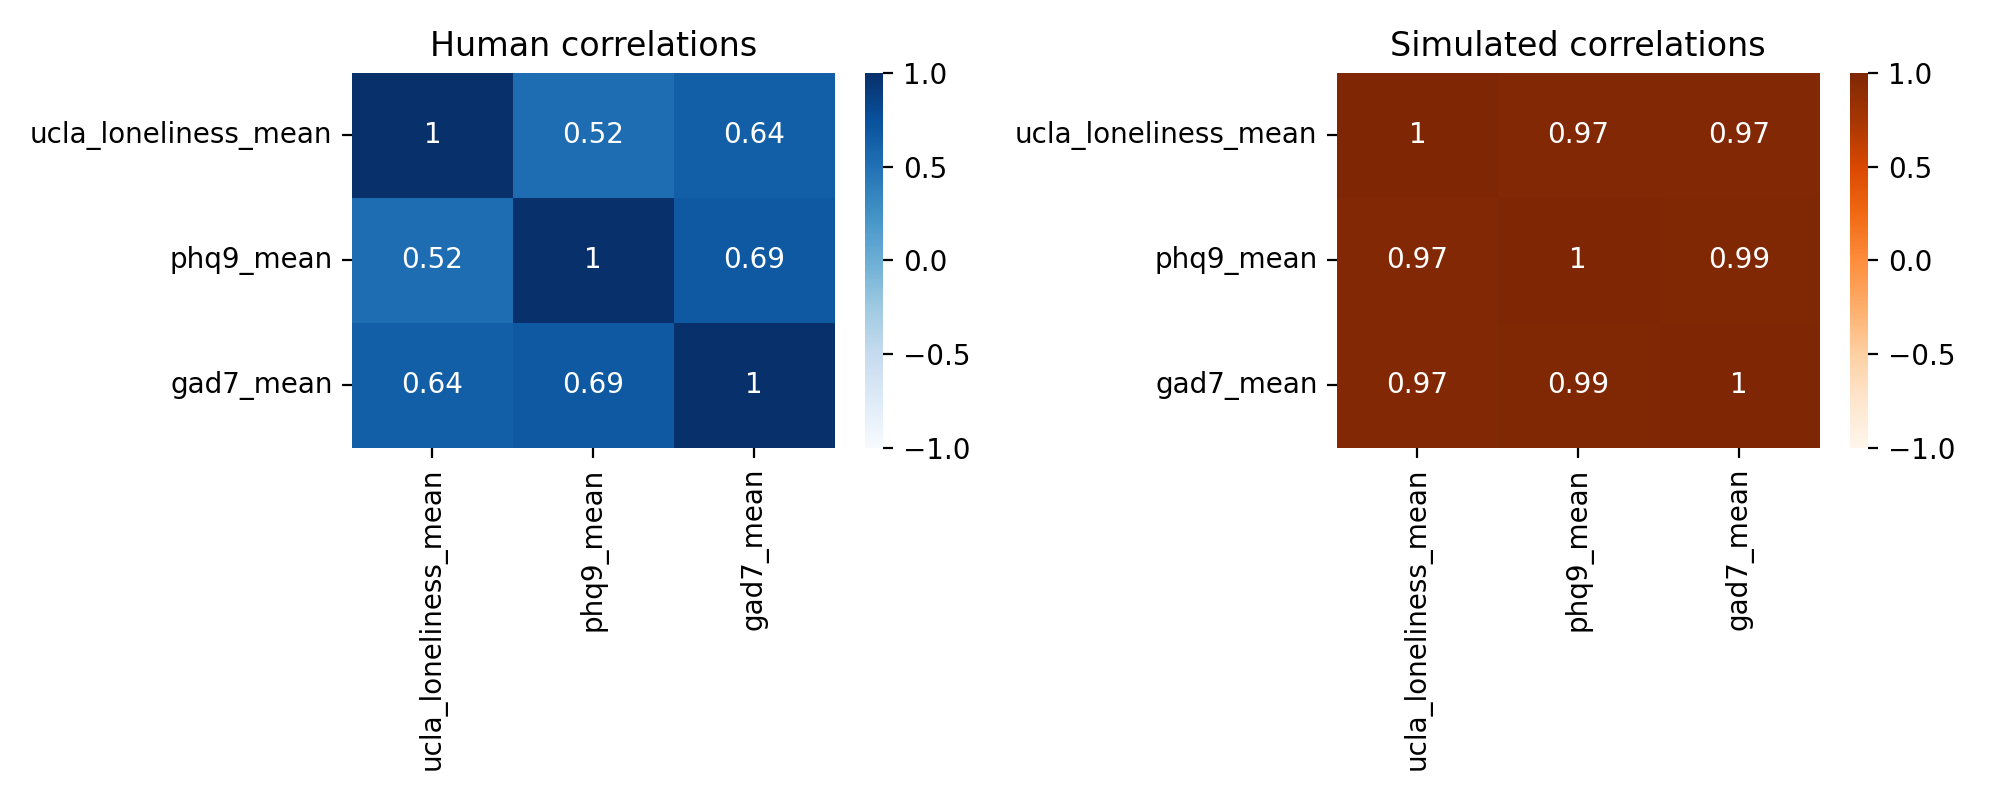 Human correlations
ucla_loneliness_mean
phq9_mean
gad7_mean
1 0.52 0.64
0.52 1 0.69
0.64 0.69 1
ucla_loneliness_mean
phq9_mean
gad7_mean
1.0
0.5
0.0
−0.5
−1.0
Simulated correlations
ucla_loneliness_mean
phq9_mean
gad7_mean
1 0.97 0.97
0.97 1 0.99
0.97 0.99 1
ucla_loneliness_mean
phq9_mean
gad7_mean
1.0
0.5
0.0
−0.5
−1.0